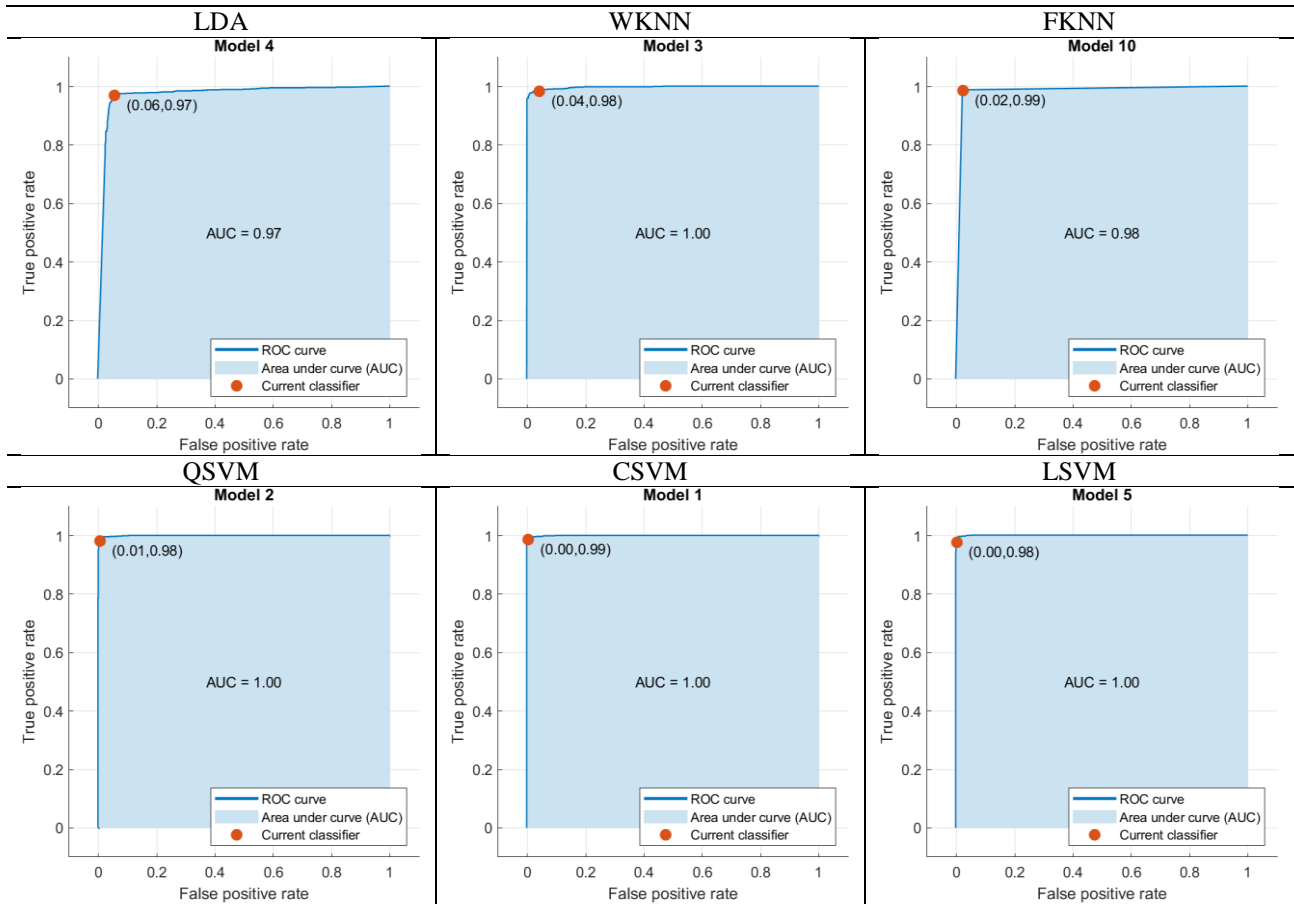 LDA
WKNN
FKNN
Model 4
1
0.8
0.6
0.4
0.2
0
True positive rate
(0.06,0.97)
AUC = 0.97
ROC curve
Area under curve (AUC)
Current classifier
0 0.2 0.4 0.6 0.8 1
False positive rate
Model 3
1
0.8
0.6
0.4
0.2
0
True positive rate
(0.04,0.98)
AUC = 1.00
ROC curve
Area under curve (AUC)
Current classifier
0 0.2 0.4 0.6 0.8 1
False positive rate
Model 10
1
0.8
0.6
0.4
0.2
0
True positive rate
(0.02,0.99)
AUC = 0.98
ROC curve
Area under curve (AUC)
Current classifier
0 0.2 0.4 0.6 0.8 1
False positive rate
QSVM
CSVM
LSVM
Model 2
1
0.8
0.6
0.4
0.2
0
True positive rate
(0.01,0.98)
AUC = 1.00
ROC curve
Area under curve (AUC)
Current classifier
0 0.2 0.4 0.6 0.8 1
False positive rate
Model 1
1
0.8
0.6
0.4
0.2
0
True positive rate
(0.00,0.99)
AUC = 1.00
ROC curve
Area under curve (AUC)
Current classifier
0 0.2 0.4 0.6 0.8 1
False positive rate
Model 5
1
0.8
0.6
0.4
0.2
0
True positive rate
(0.00,0.98)
AUC = 1.00
ROC curve
Area under curve (AUC)
Current classifier
0 0.2 0.4 0.6 0.8 1
False positive rate